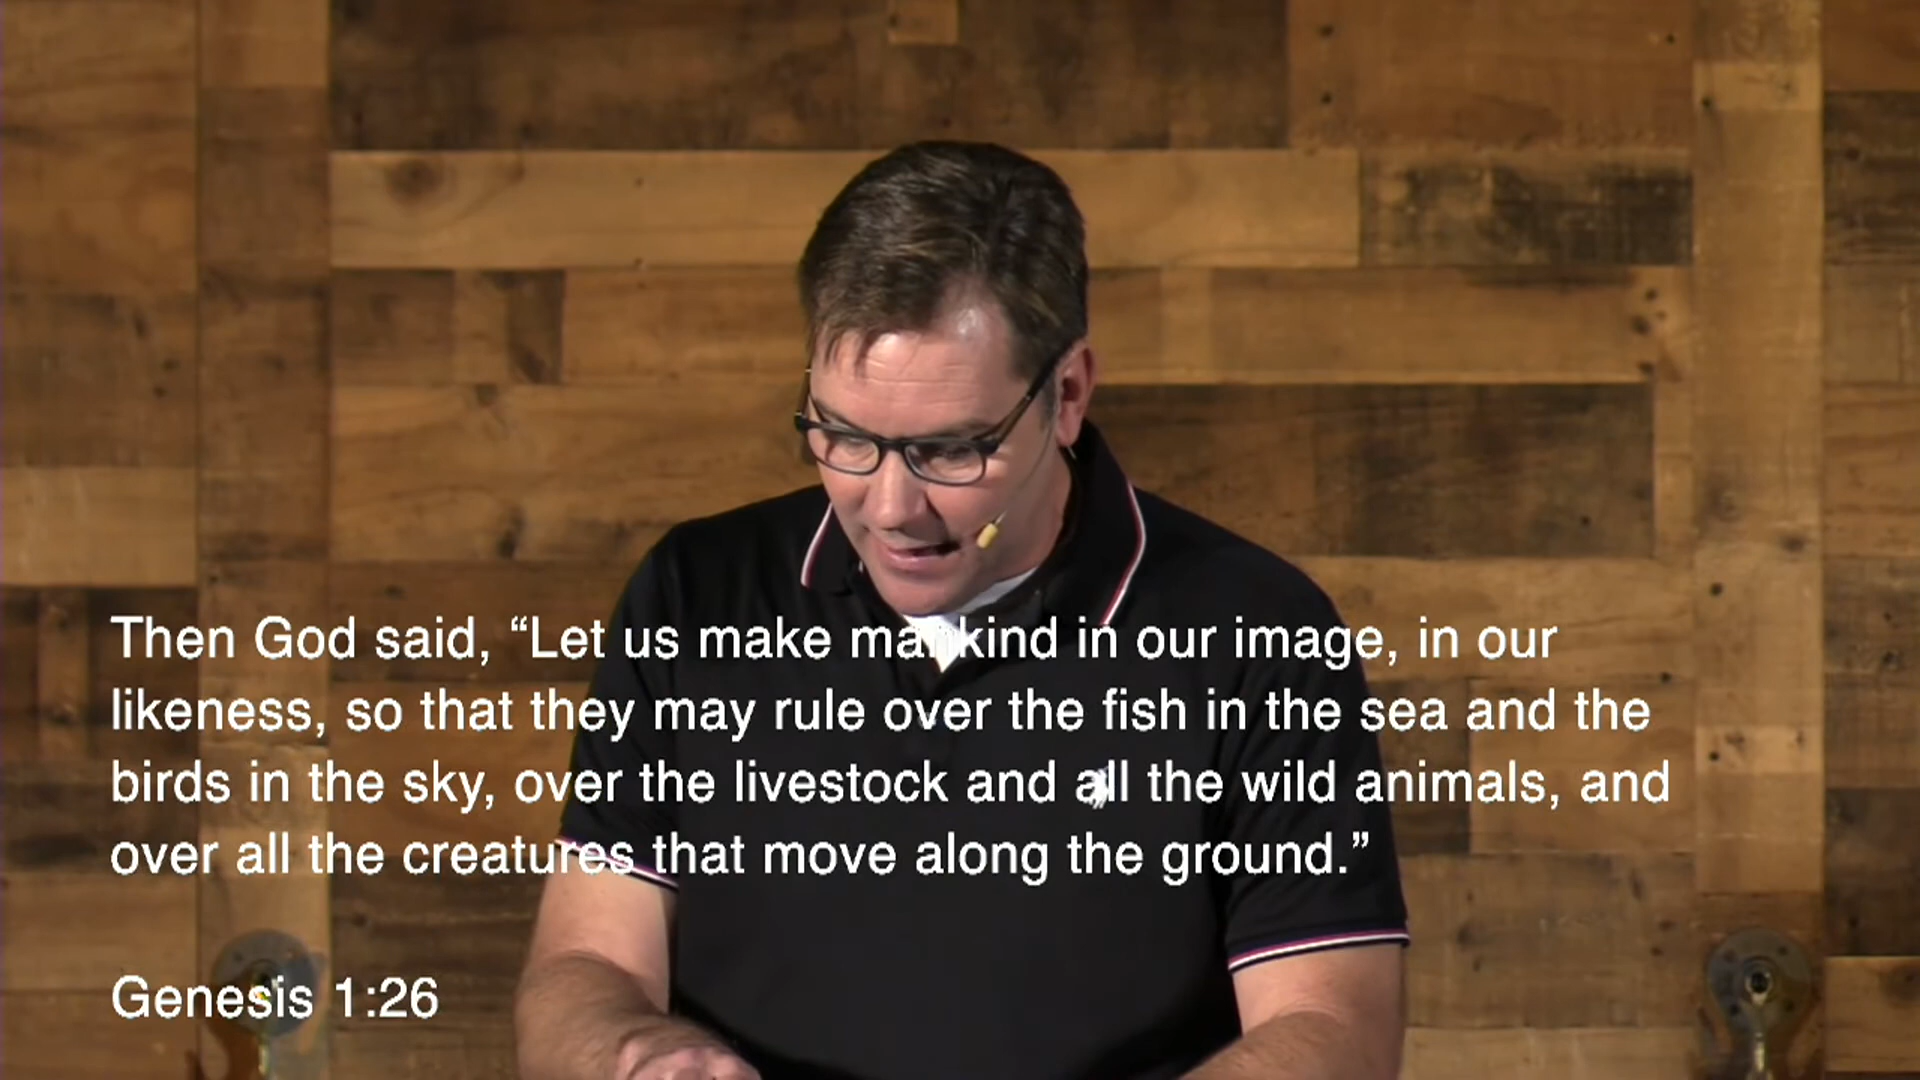 Then God said, “Let us make mankind in our image, in our
likeness, so that they may rule over the fish in the sea and the
birds in the sky, over the livestock and all the wild animals, and
over all the creatures that move along the ground.”
Genesis 1:26